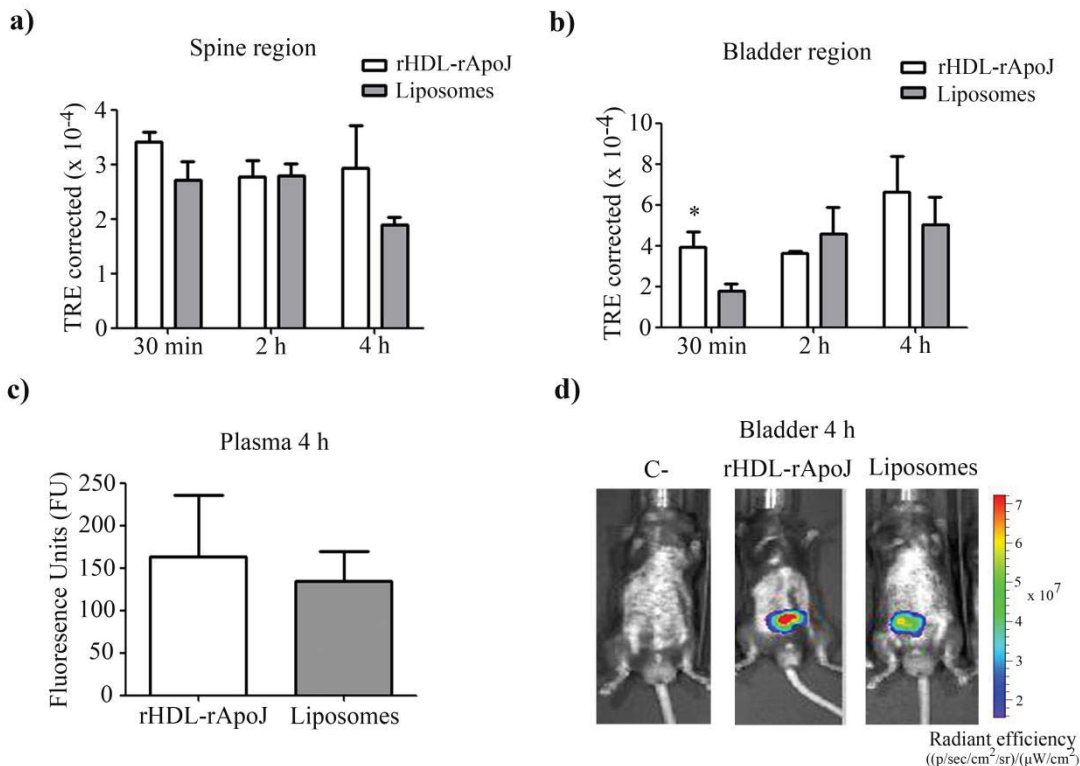 a)
Spine region
rHDL-rApoJ
Liposomes
TRE corrected (x 10-4)
4
3
2
1
0
30 min 2 h 4 h
b)
Bladder region
rHDL-rApoJ
Liposomes
TRE corrected (x 10-4)
10
8
6
4
2
0
*
30 min 2 h 4 h
c)
Plasma 4 h
Fluoresence Units (FU)
250
200
150
100
50
0
rHDL-rApoJ Liposomes
d)
Bladder 4 h
C- rHDL-rApoJ Liposomes
7
6
5
x 10⁷
4
3
2
Radiant efficiency
((p/sec/cm²/sr)/(µW/cm²)